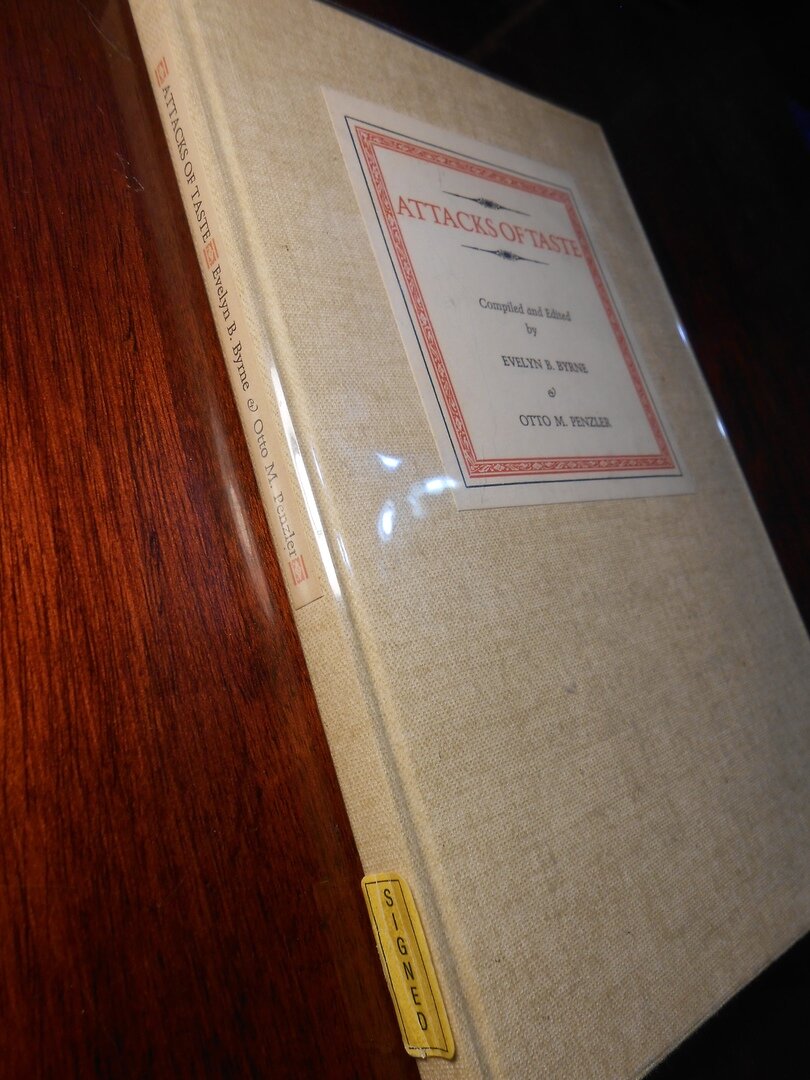 ATTACKS OF TASTE Evelyn B. Byrne & Otto M. Penzler
ATTACKS OF TASTE
Compiled and Edited
by
EVELYN B. BYRNE
&
OTTO M. PENZLER
SIGNED